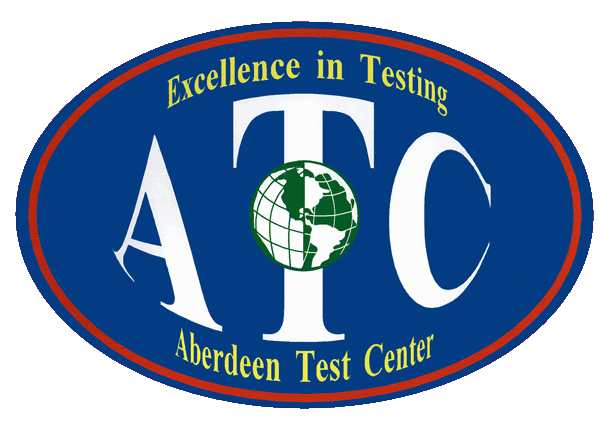 Excellence in Testing
ATC
Aberdeen Test Center